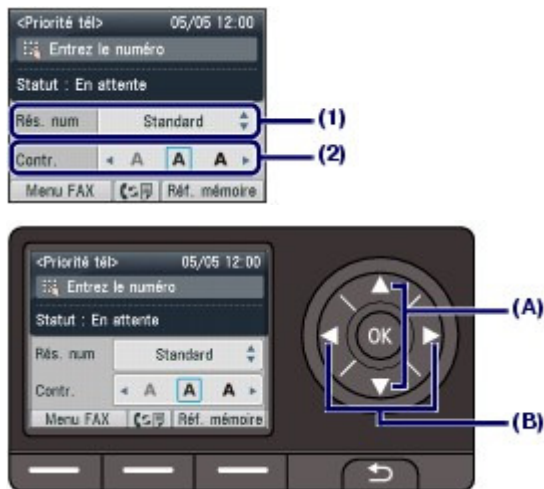 <Priorité tél> 05/05 12:00
Entrez le numéro
Statut : En attente
Rés. num Standard
(1)
Contr. A A A
(2)
Menu FAX Réf. mémoire
<Priorité tél> 05/05 12:00
Entrez le numéro
Statut : En attente
Rés. num Standard
Contr. A A A
Menu FAX Réf. mémoire
OK
(A)
(B)